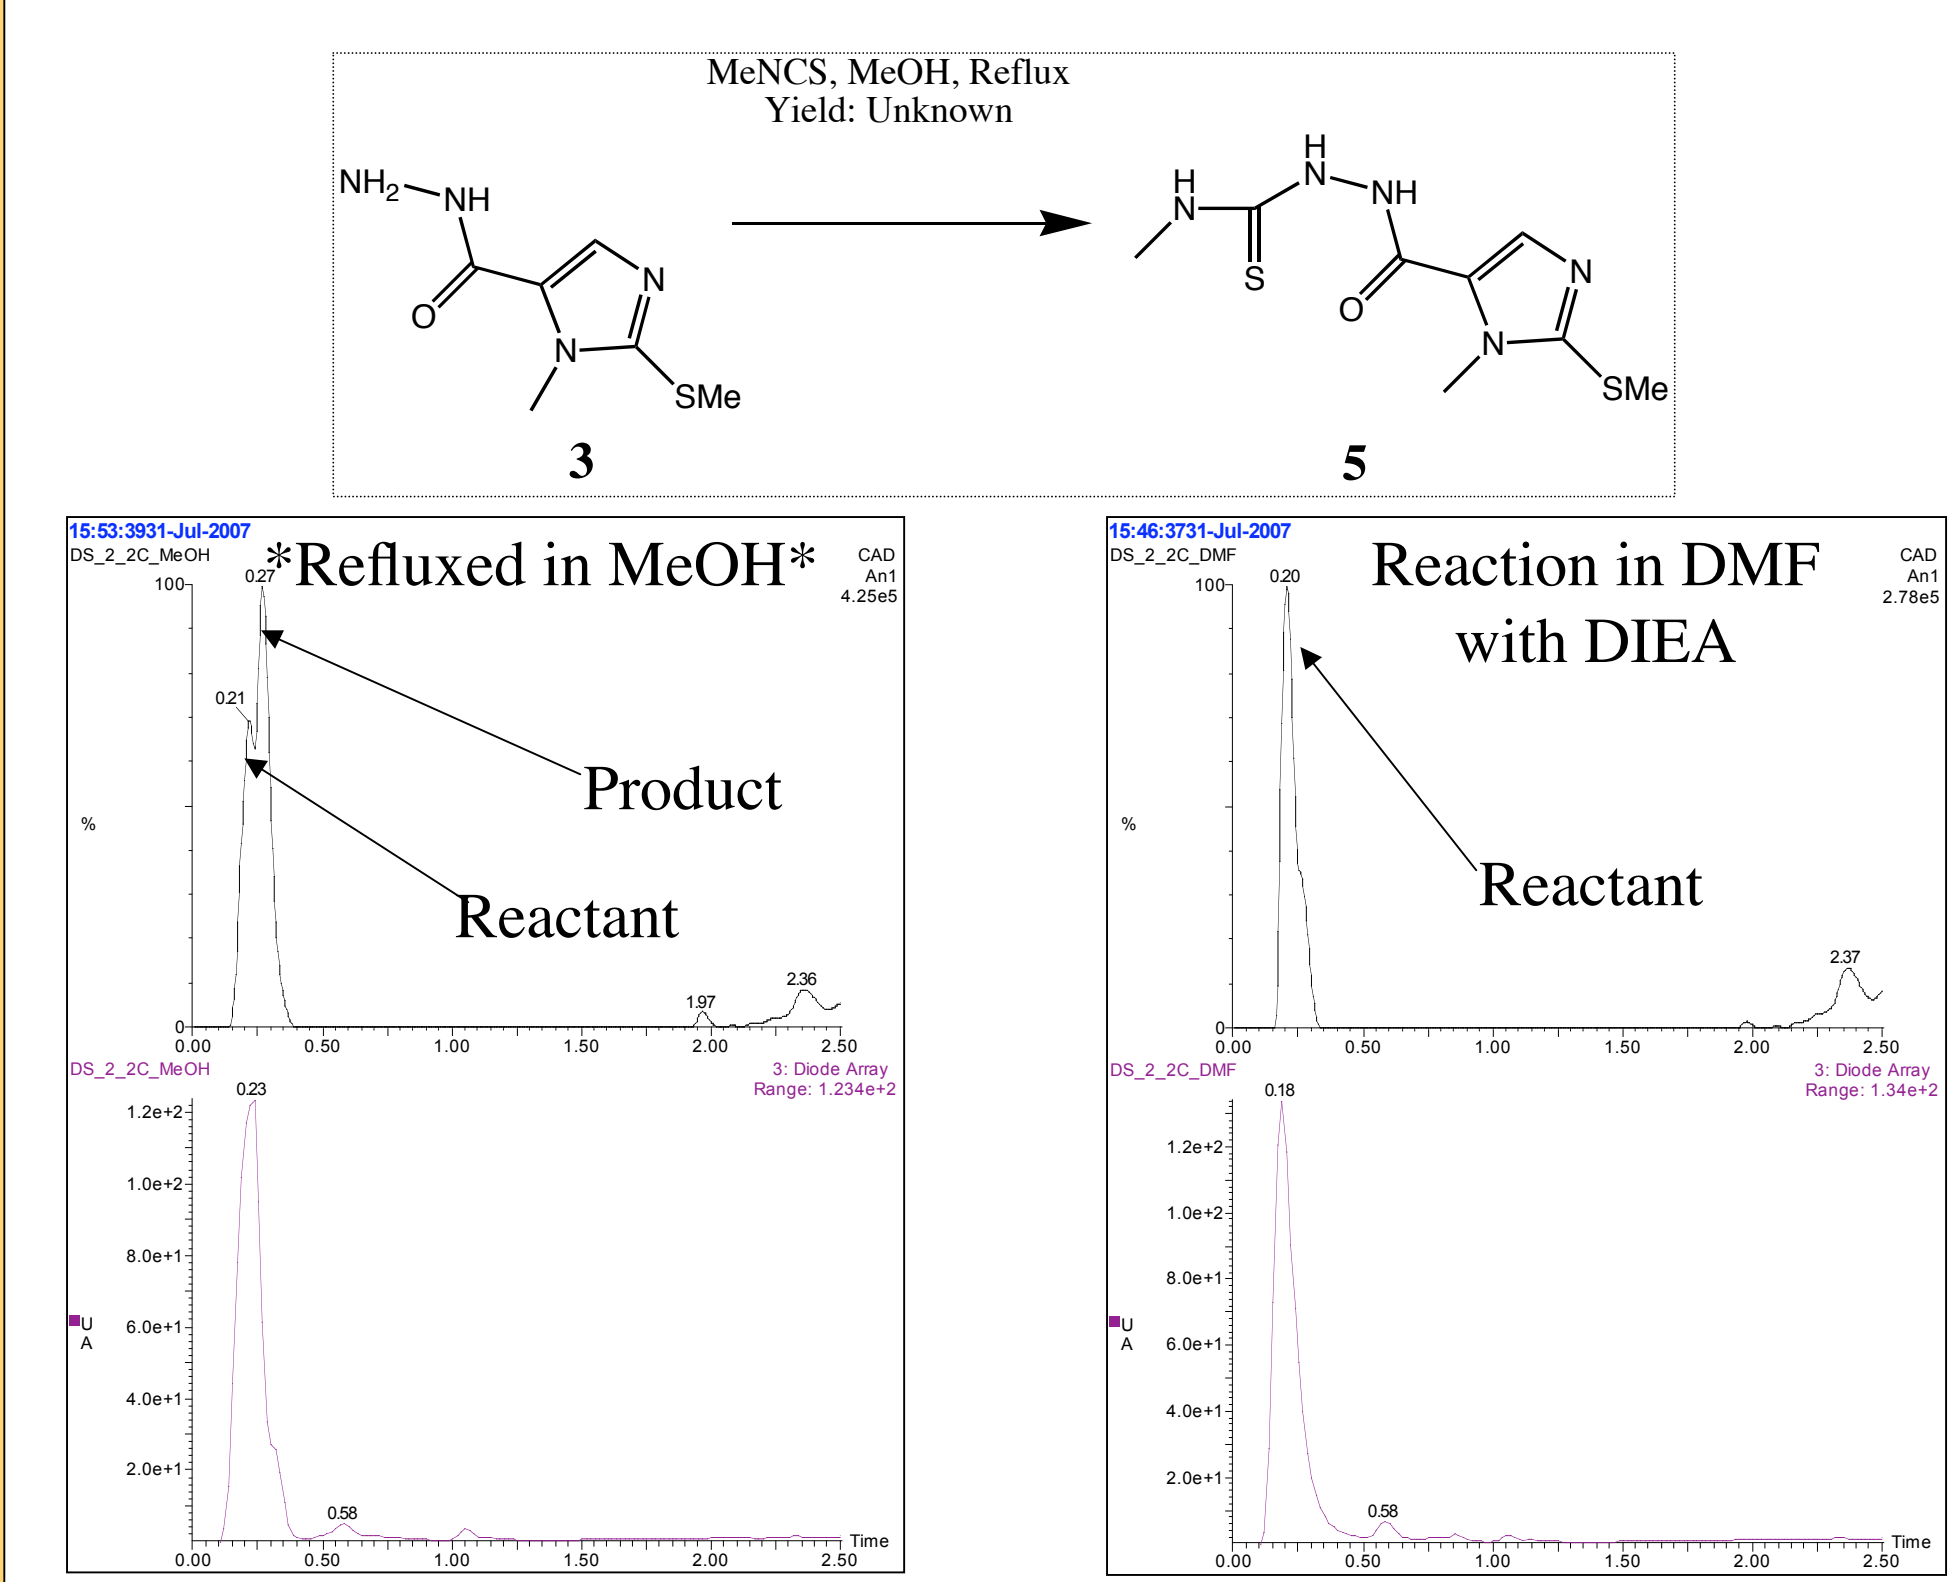 MeNCS, MeOH, Reflux
Yield: Unknown
NH2
NH
O
N
N
SMe
3
H
N
S
H
N
NH
O
N
N
SMe
5
15:53:3931-Jul-2007
DS_2_2C_MeOH
*Refluxed in MeOH*
CAD
An1
4.25e5
100
0.27
0.21
Product
Reactant
%
1.97
2.36
0
0.00 0.50 1.00 1.50 2.00 2.50
DS_2_2C_MeOH
3: Diode Array
Range: 1.234e+2
0.23
1.2e+2
1.0e+2
8.0e+1
U
A
6.0e+1
4.0e+1
2.0e+1
0.58
Time
0.00 0.50 1.00 1.50 2.00 2.50
15:46:3731-Jul-2007
DS_2_2C_DMF
Reaction in DMF
with DIEA
CAD
An1
2.78e5
100
0.20
Reactant
%
2.37
0
0.00 0.50 1.00 1.50 2.00 2.50
DS_2_2C_DMF
3: Diode Array
Range: 1.34e+2
0.18
1.2e+2
1.0e+2
8.0e+1
U
A
6.0e+1
4.0e+1
2.0e+1
0.58
Time
0.00 0.50 1.00 1.50 2.00 2.50